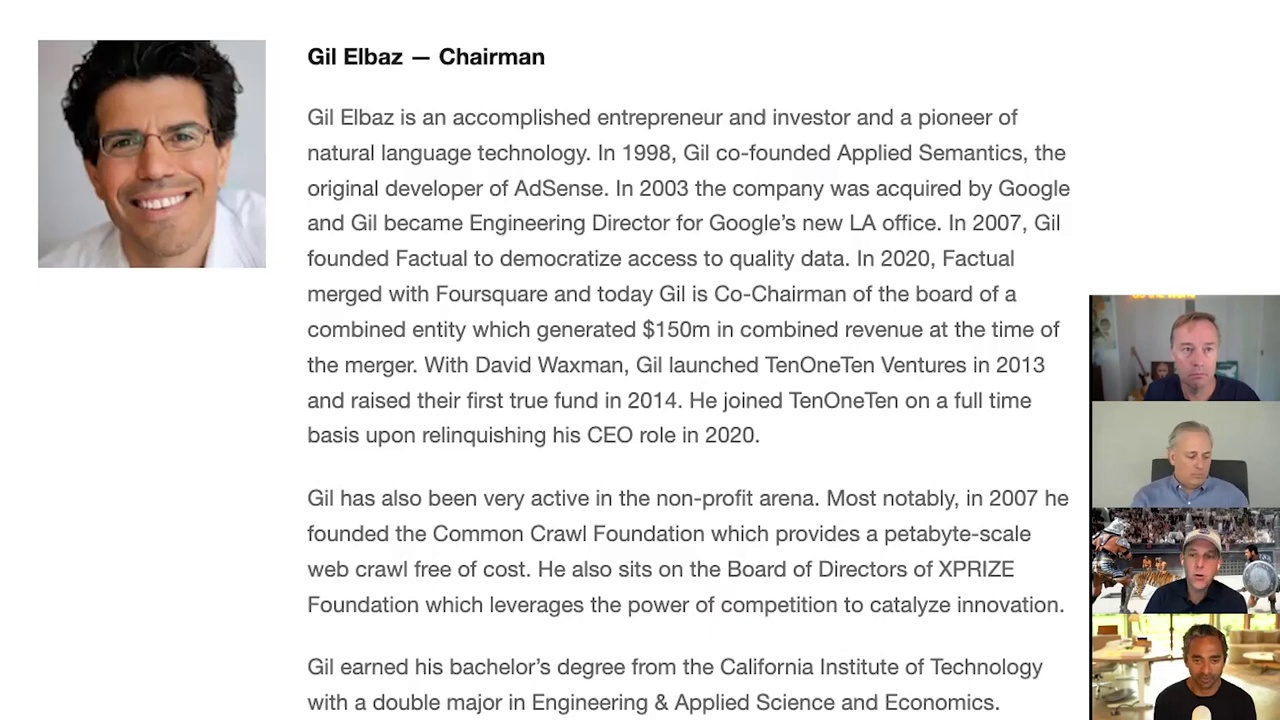 Gil Elbaz — Chairman
Gil Elbaz is an accomplished entrepreneur and investor and a pioneer of
natural language technology. In 1998, Gil co-founded Applied Semantics, the
original developer of AdSense. In 2003 the company was acquired by Google
and Gil became Engineering Director for Google’s new LA office. In 2007, Gil
founded Factual to democratize access to quality data. In 2020, Factual
merged with Foursquare and today Gil is Co-Chairman of the board of a
combined entity which generated $150m in combined revenue at the time of
the merger. With David Waxman, Gil launched TenOneTen Ventures in 2013
and raised their first true fund in 2014. He joined TenOneTen on a full time
basis upon relinquishing his CEO role in 2020.
Gil has also been very active in the non-profit arena. Most notably, in 2007 he
founded the Common Crawl Foundation which provides a petabyte-scale
web crawl free of cost. He also sits on the Board of Directors of XPRIZE
Foundation which leverages the power of competition to catalyze innovation.
Gil earned his bachelor’s degree from the California Institute of Technology
with a double major in Engineering & Applied Science and Economics.